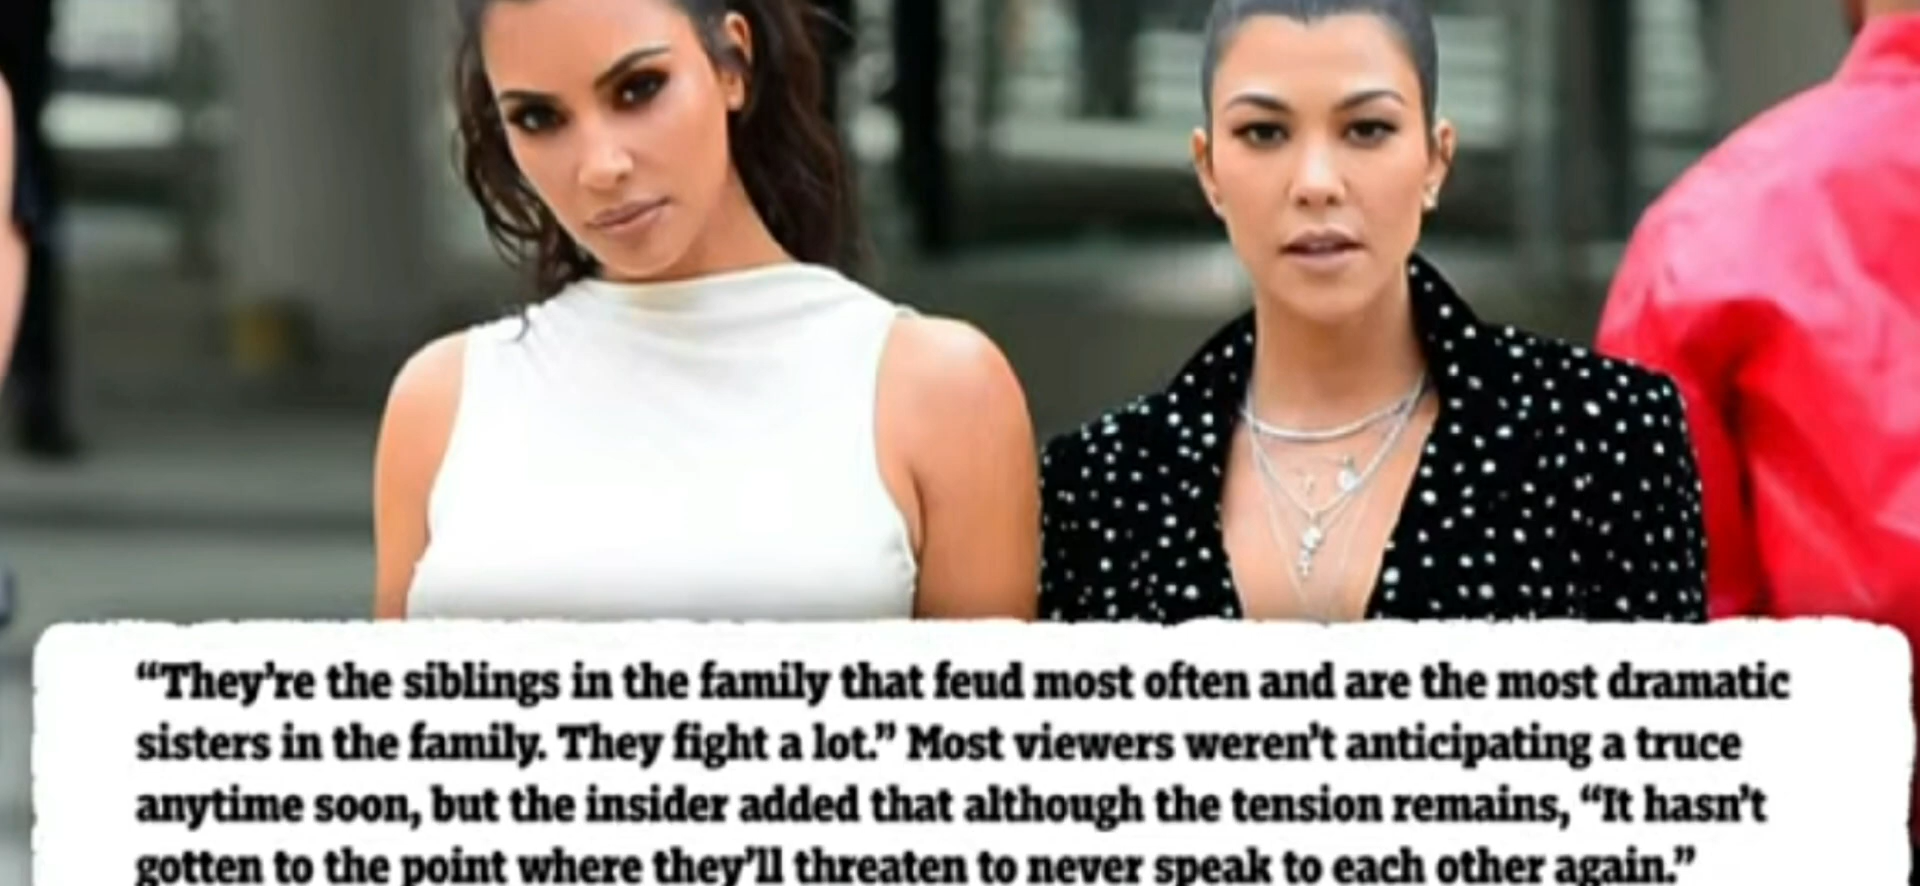 “They’re the siblings in the family that feud most often and are the most dramatic
sisters in the family. They fight a lot.” Most viewers weren’t anticipating a truce
anytime soon, but the insider added that although the tension remains, “It hasn’t
gotten to the point where they’ll threaten to never speak to each other again.”